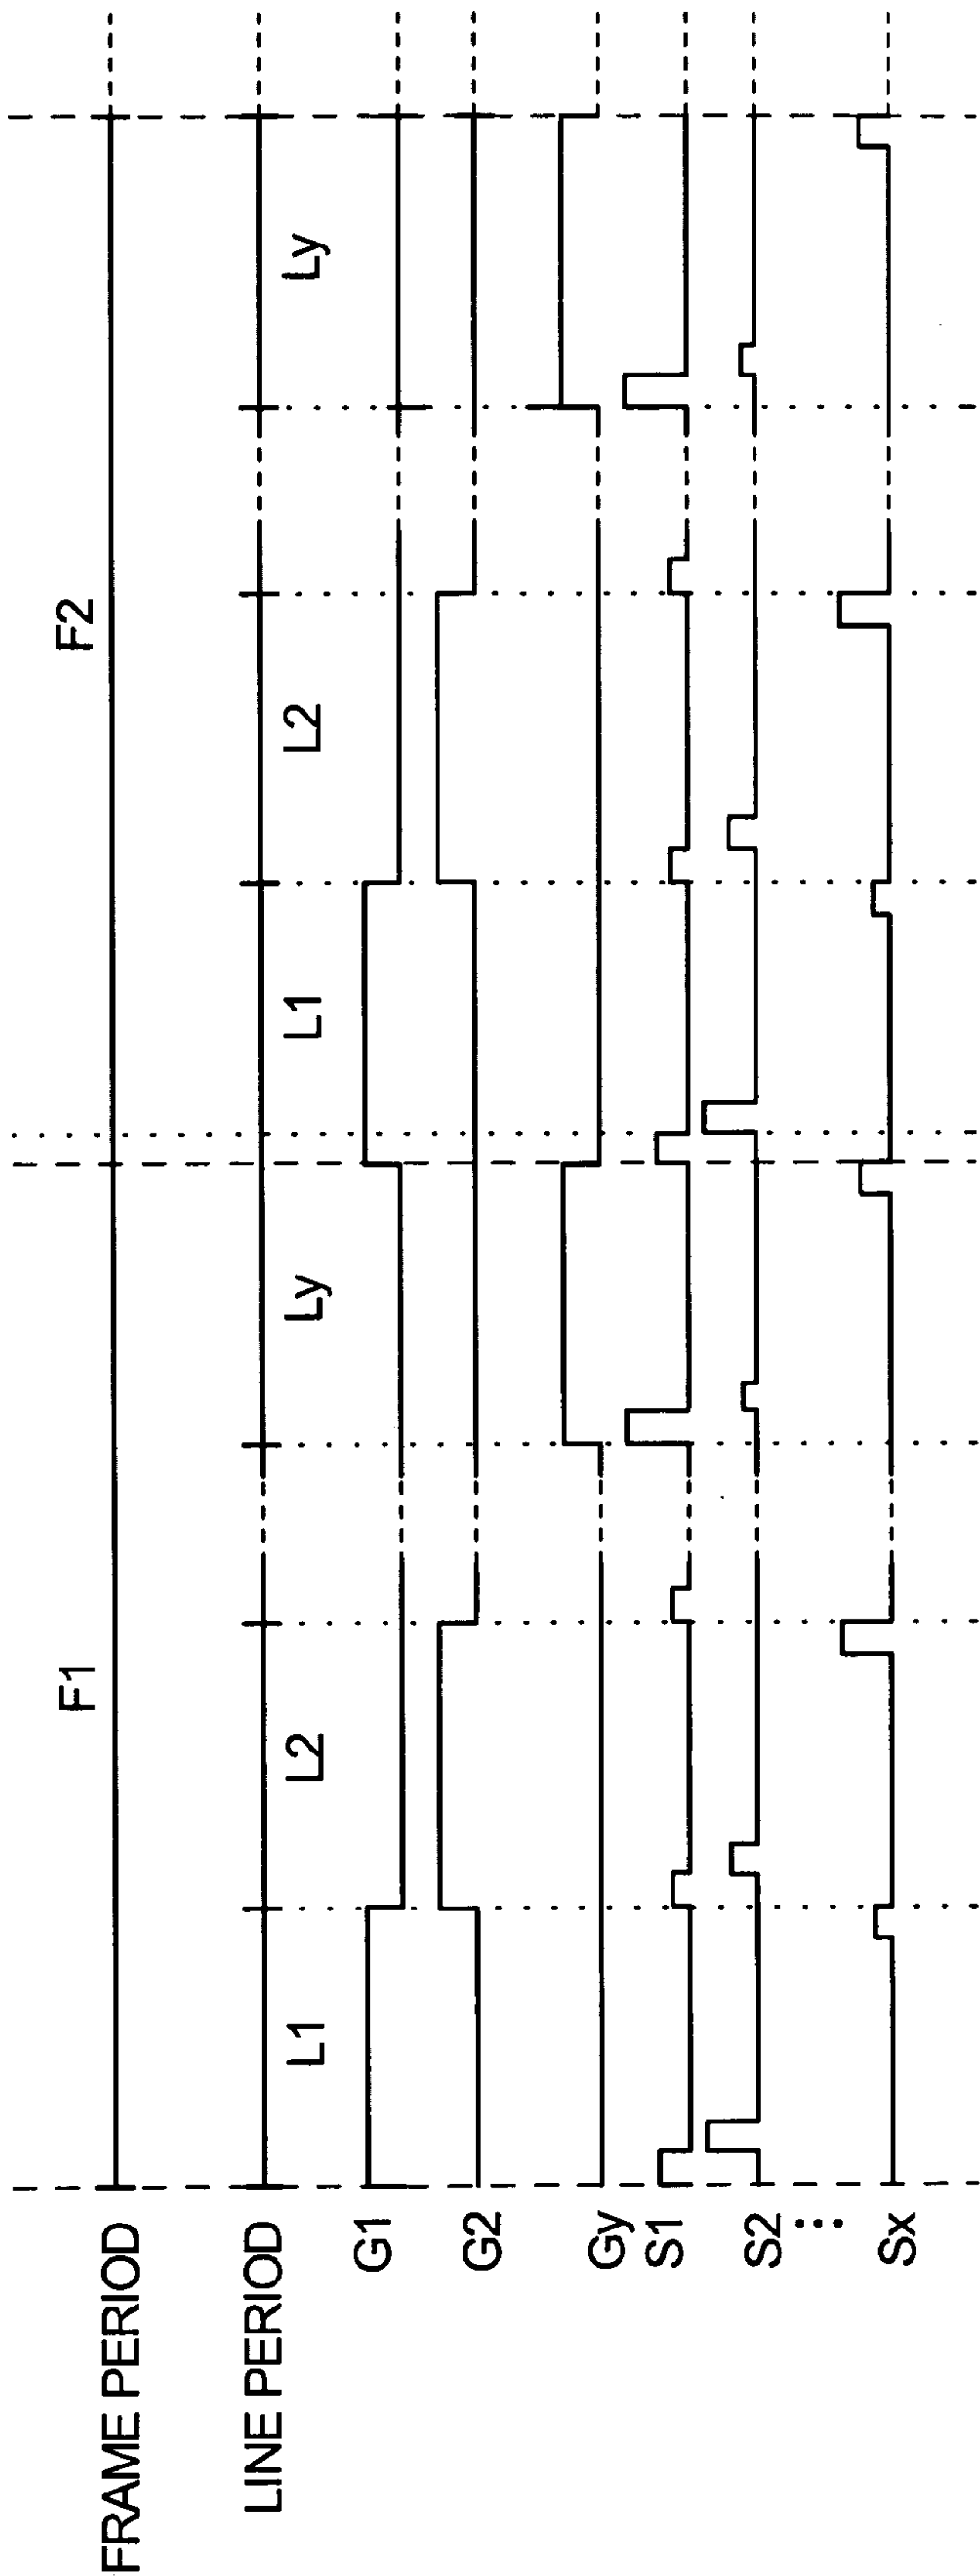 FRAME PERIOD F1 F2
LINE PERIOD
L1 L2 Ly L1 L2 Ly
G1
G2
Gy
S1
S2
Sx